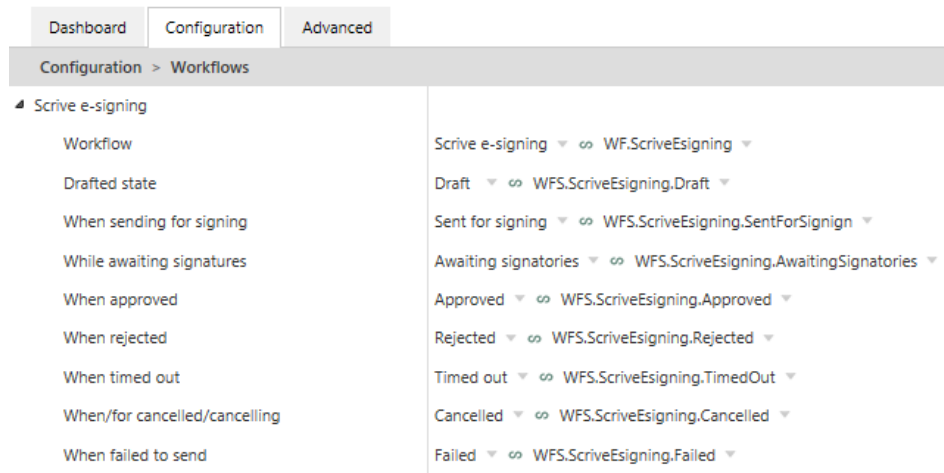 Dashboard Configuration Advanced
Configuration > Workflows
Scrive e-signing
Workflow Scrive e-signing WF.ScriveEsigning
Drafted state Draft WFS.ScriveEsigning.Draft
When sending for signing Sent for signing WFS.ScriveEsigning.SentForSignign
While awaiting signatures Awaiting signatories WFS.ScriveEsigning.AwaitingSignatories
When approved Approved WFS.ScriveEsigning.Approved
When rejected Rejected WFS.ScriveEsigning.Rejected
When timed out Timed out WFS.ScriveEsigning.TimedOut
When/for cancelled/cancelling Cancelled WFS.ScriveEsigning.Cancelled
When failed to send Failed WFS.ScriveEsigning.Failed